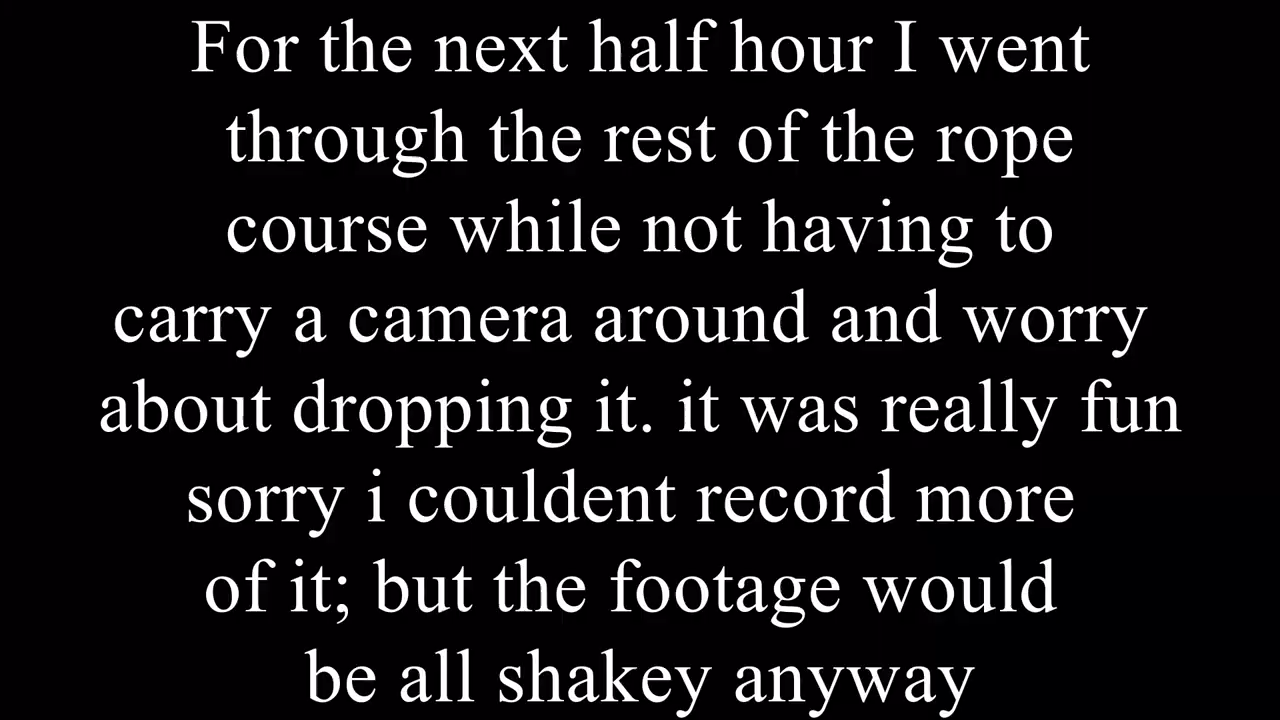 For the next half hour I went
through the rest of the rope
course while not having to
carry a camera around and worry
about dropping it. it was really fun
sorry i couldent record more
of it; but the footage would
be all shakey anyway